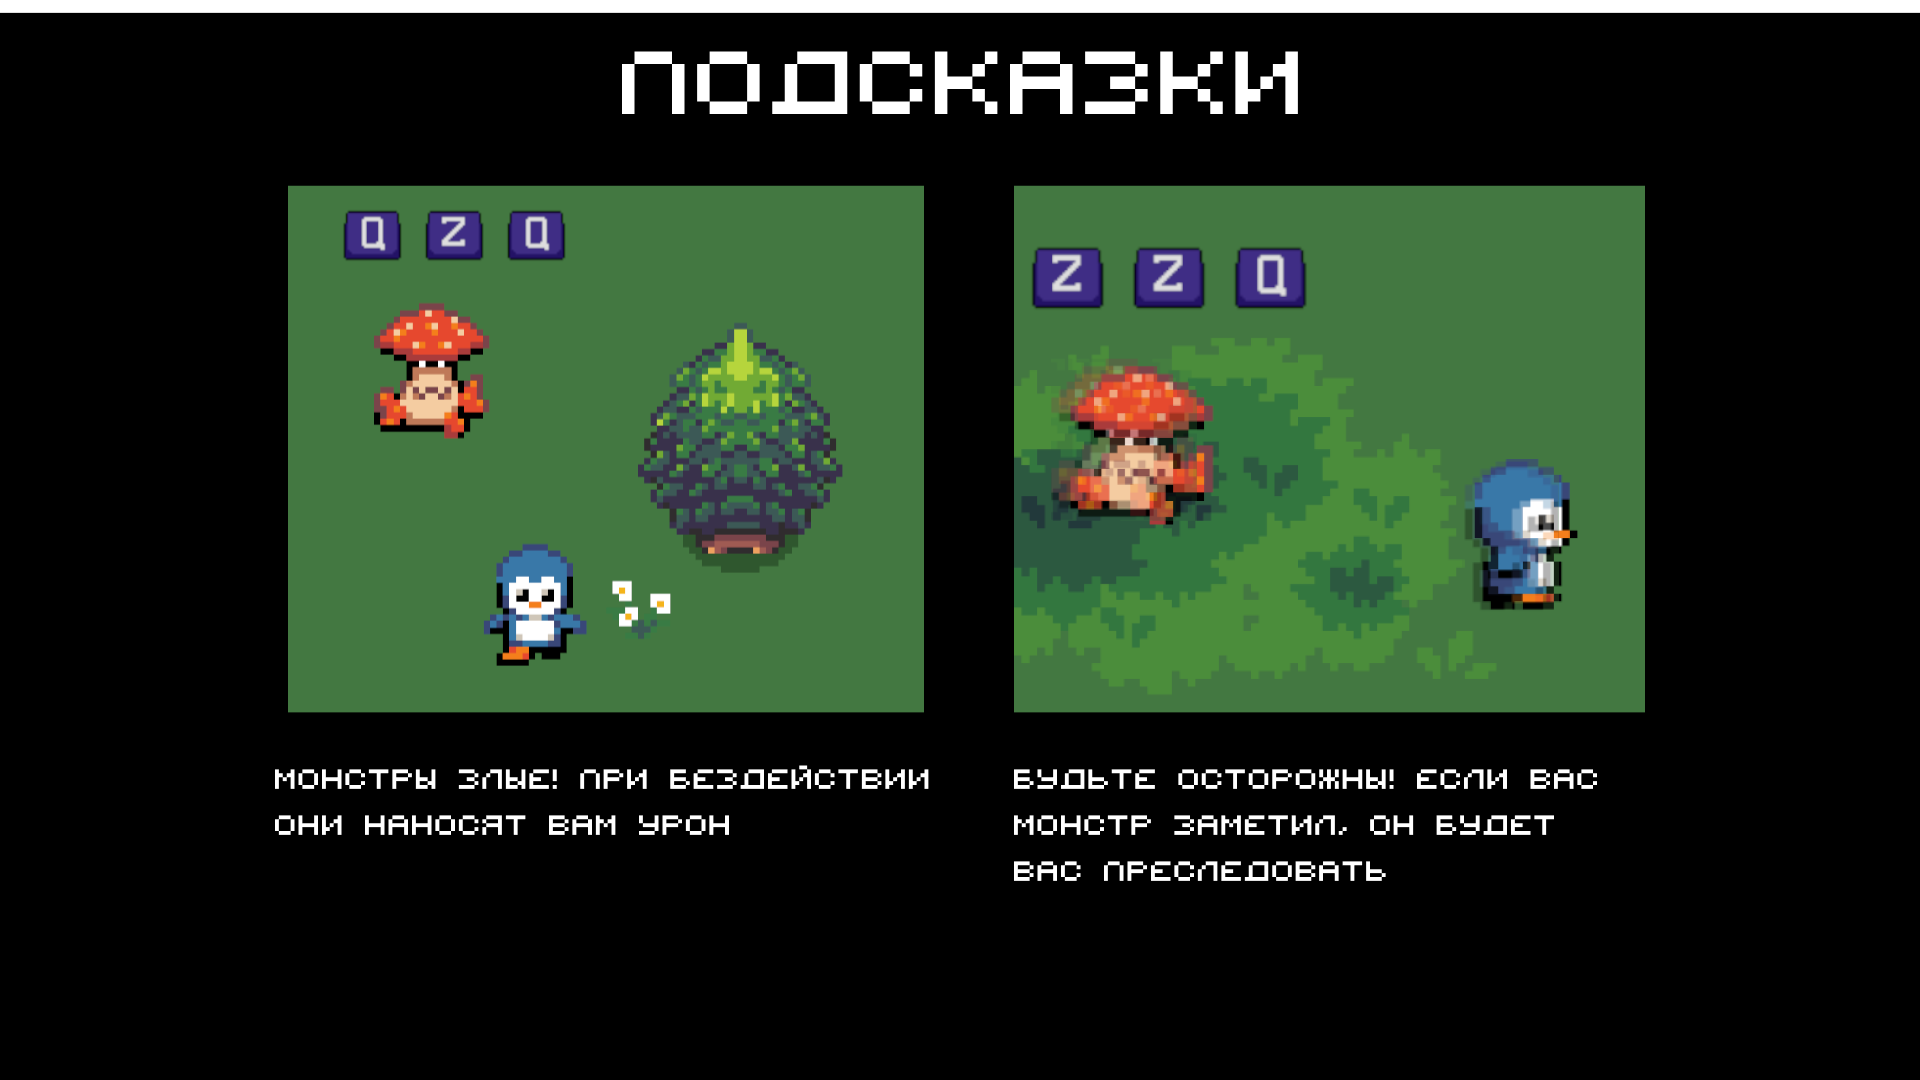 ПОДСКАЗКИ
Q Z Q
Z Z Q
МОНСТРЫ ЗЛЫЕ! ПРИ БЕЗДЕЙСТВИИ
ОНИ НАНОСЯТ ВАМ УРОН
БУДЬТЕ ОСТОРОЖНЫ! ЕСЛИ ВАС
МОНСТР ЗАМЕТИЛ, ОН БУДЕТ
ВАС ПРЕСЛЕДОВАТЬ